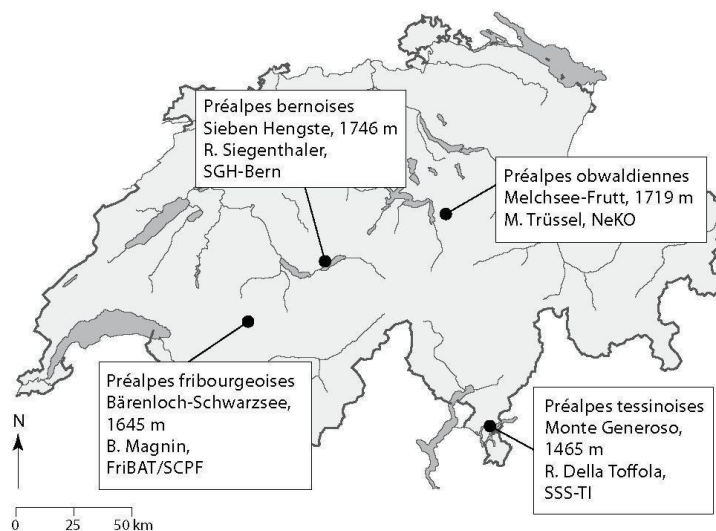 Préalpes bernoises
Sieben Hengste, 1746 m
R. Siegenthaler,
SGH-Bern
Préalpes obwaldiennes
Melchsee-Frutt, 1719 m
M. Trüssel, NeKO
Préalpes fribourgeoises
Bärenloch-Schwarzsee,
1645 m
B. Magnin,
FriBAT/SCPF
Préalpes tessinoises
Monte Generoso,
1465 m
R. Della Toffola,
SSS-TI
N
0 25 50 km